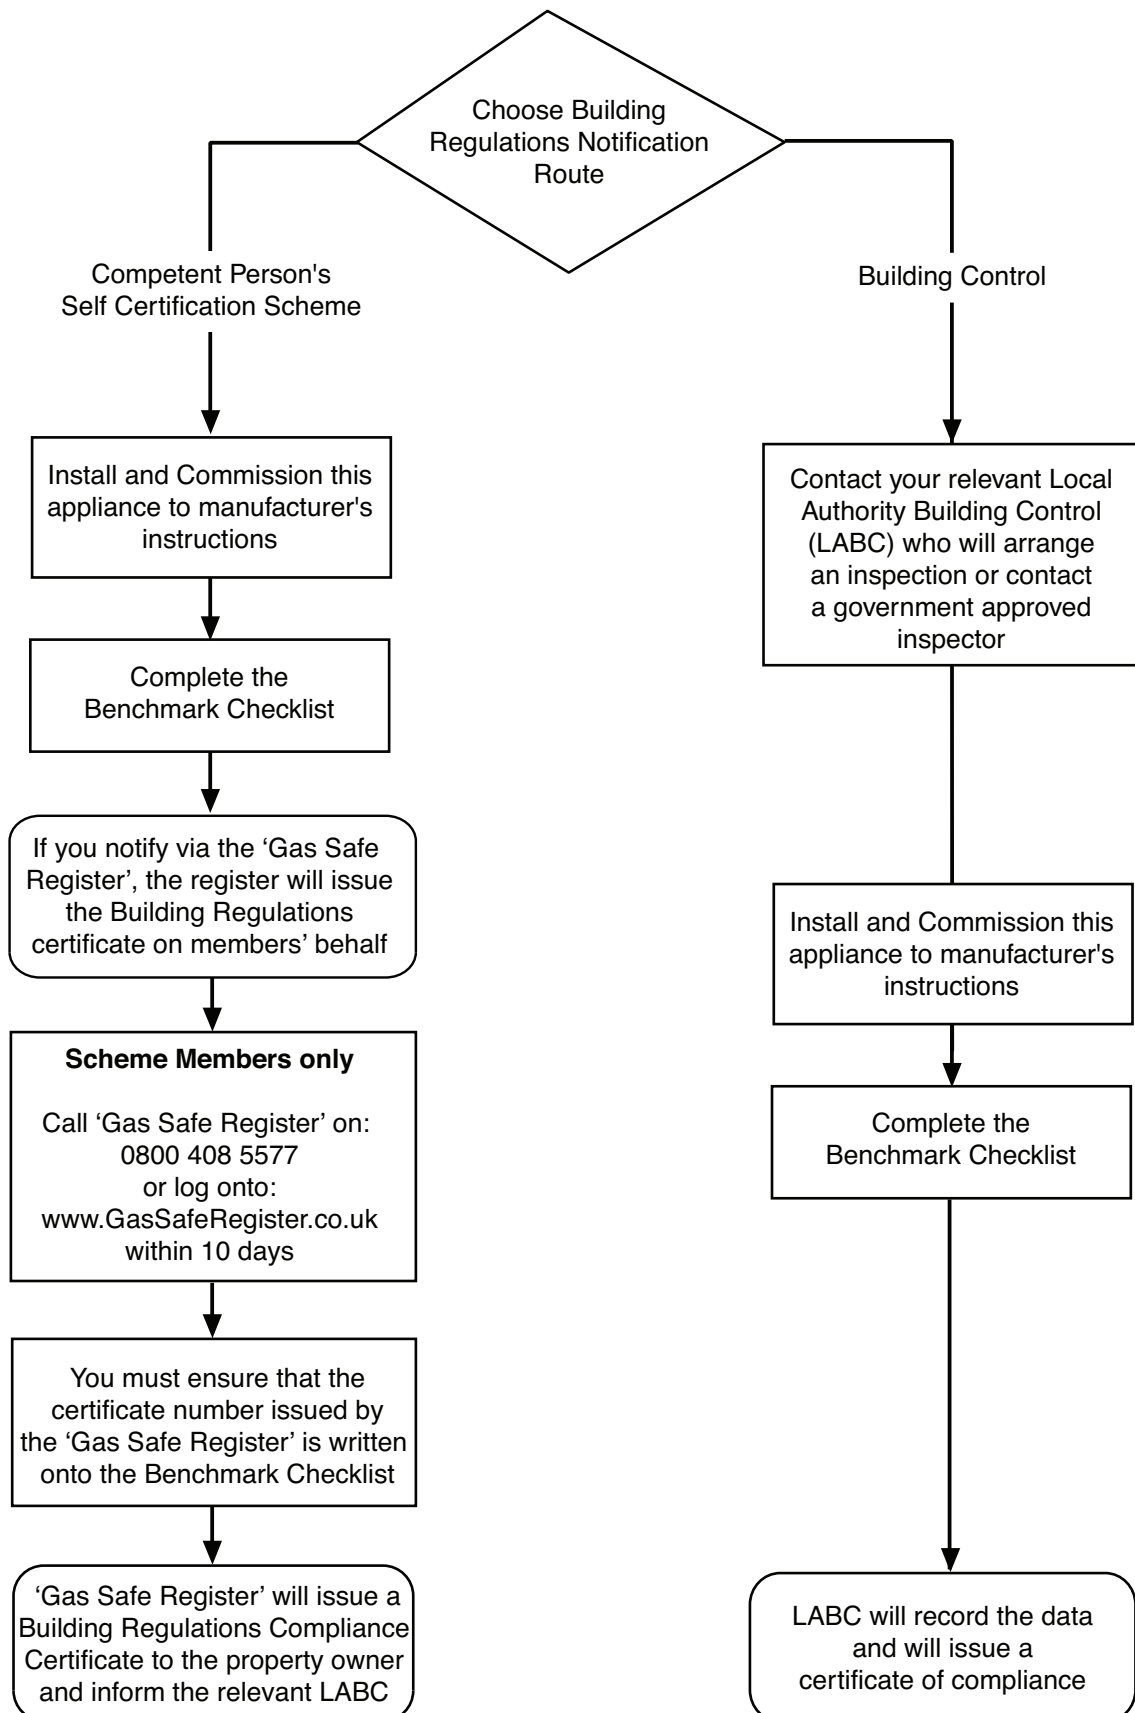 Choose Building
Regulations Notification
Route
Competent Person's
Self Certification Scheme
Building Control
Install and Commission this
appliance to manufacturer's
instructions
Complete the
Benchmark Checklist
If you notify via the ‘Gas Safe
Register’, the register will issue
the Building Regulations
certificate on members’ behalf
Scheme Members only
Call ‘Gas Safe Register’ on:
0800 408 5577
or log onto:
www.GasSafeRegister.co.uk
within 10 days
You must ensure that the
certificate number issued by
the ‘Gas Safe Register’ is written
onto the Benchmark Checklist
‘Gas Safe Register’ will issue a
Building Regulations Compliance
Certificate to the property owner
and inform the relevant LABC
Contact your relevant Local
Authority Building Control
(LABC) who will arrange
an inspection or contact
a government approved
inspector
Install and Commission this
appliance to manufacturer's
instructions
Complete the
Benchmark Checklist
LABC will record the data
and will issue a
certificate of compliance